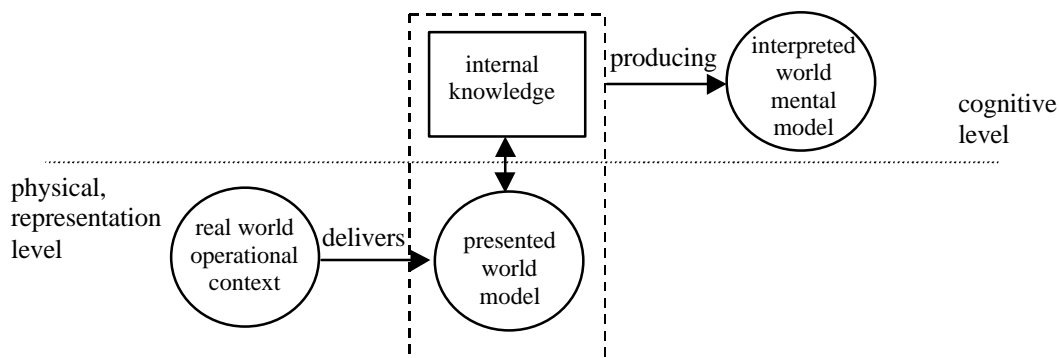 internal
knowledge
producing
interpreted
world
mental
model
cognitive
level
physical,
representation
level
real world
operational
context
delivers
presented
world
model